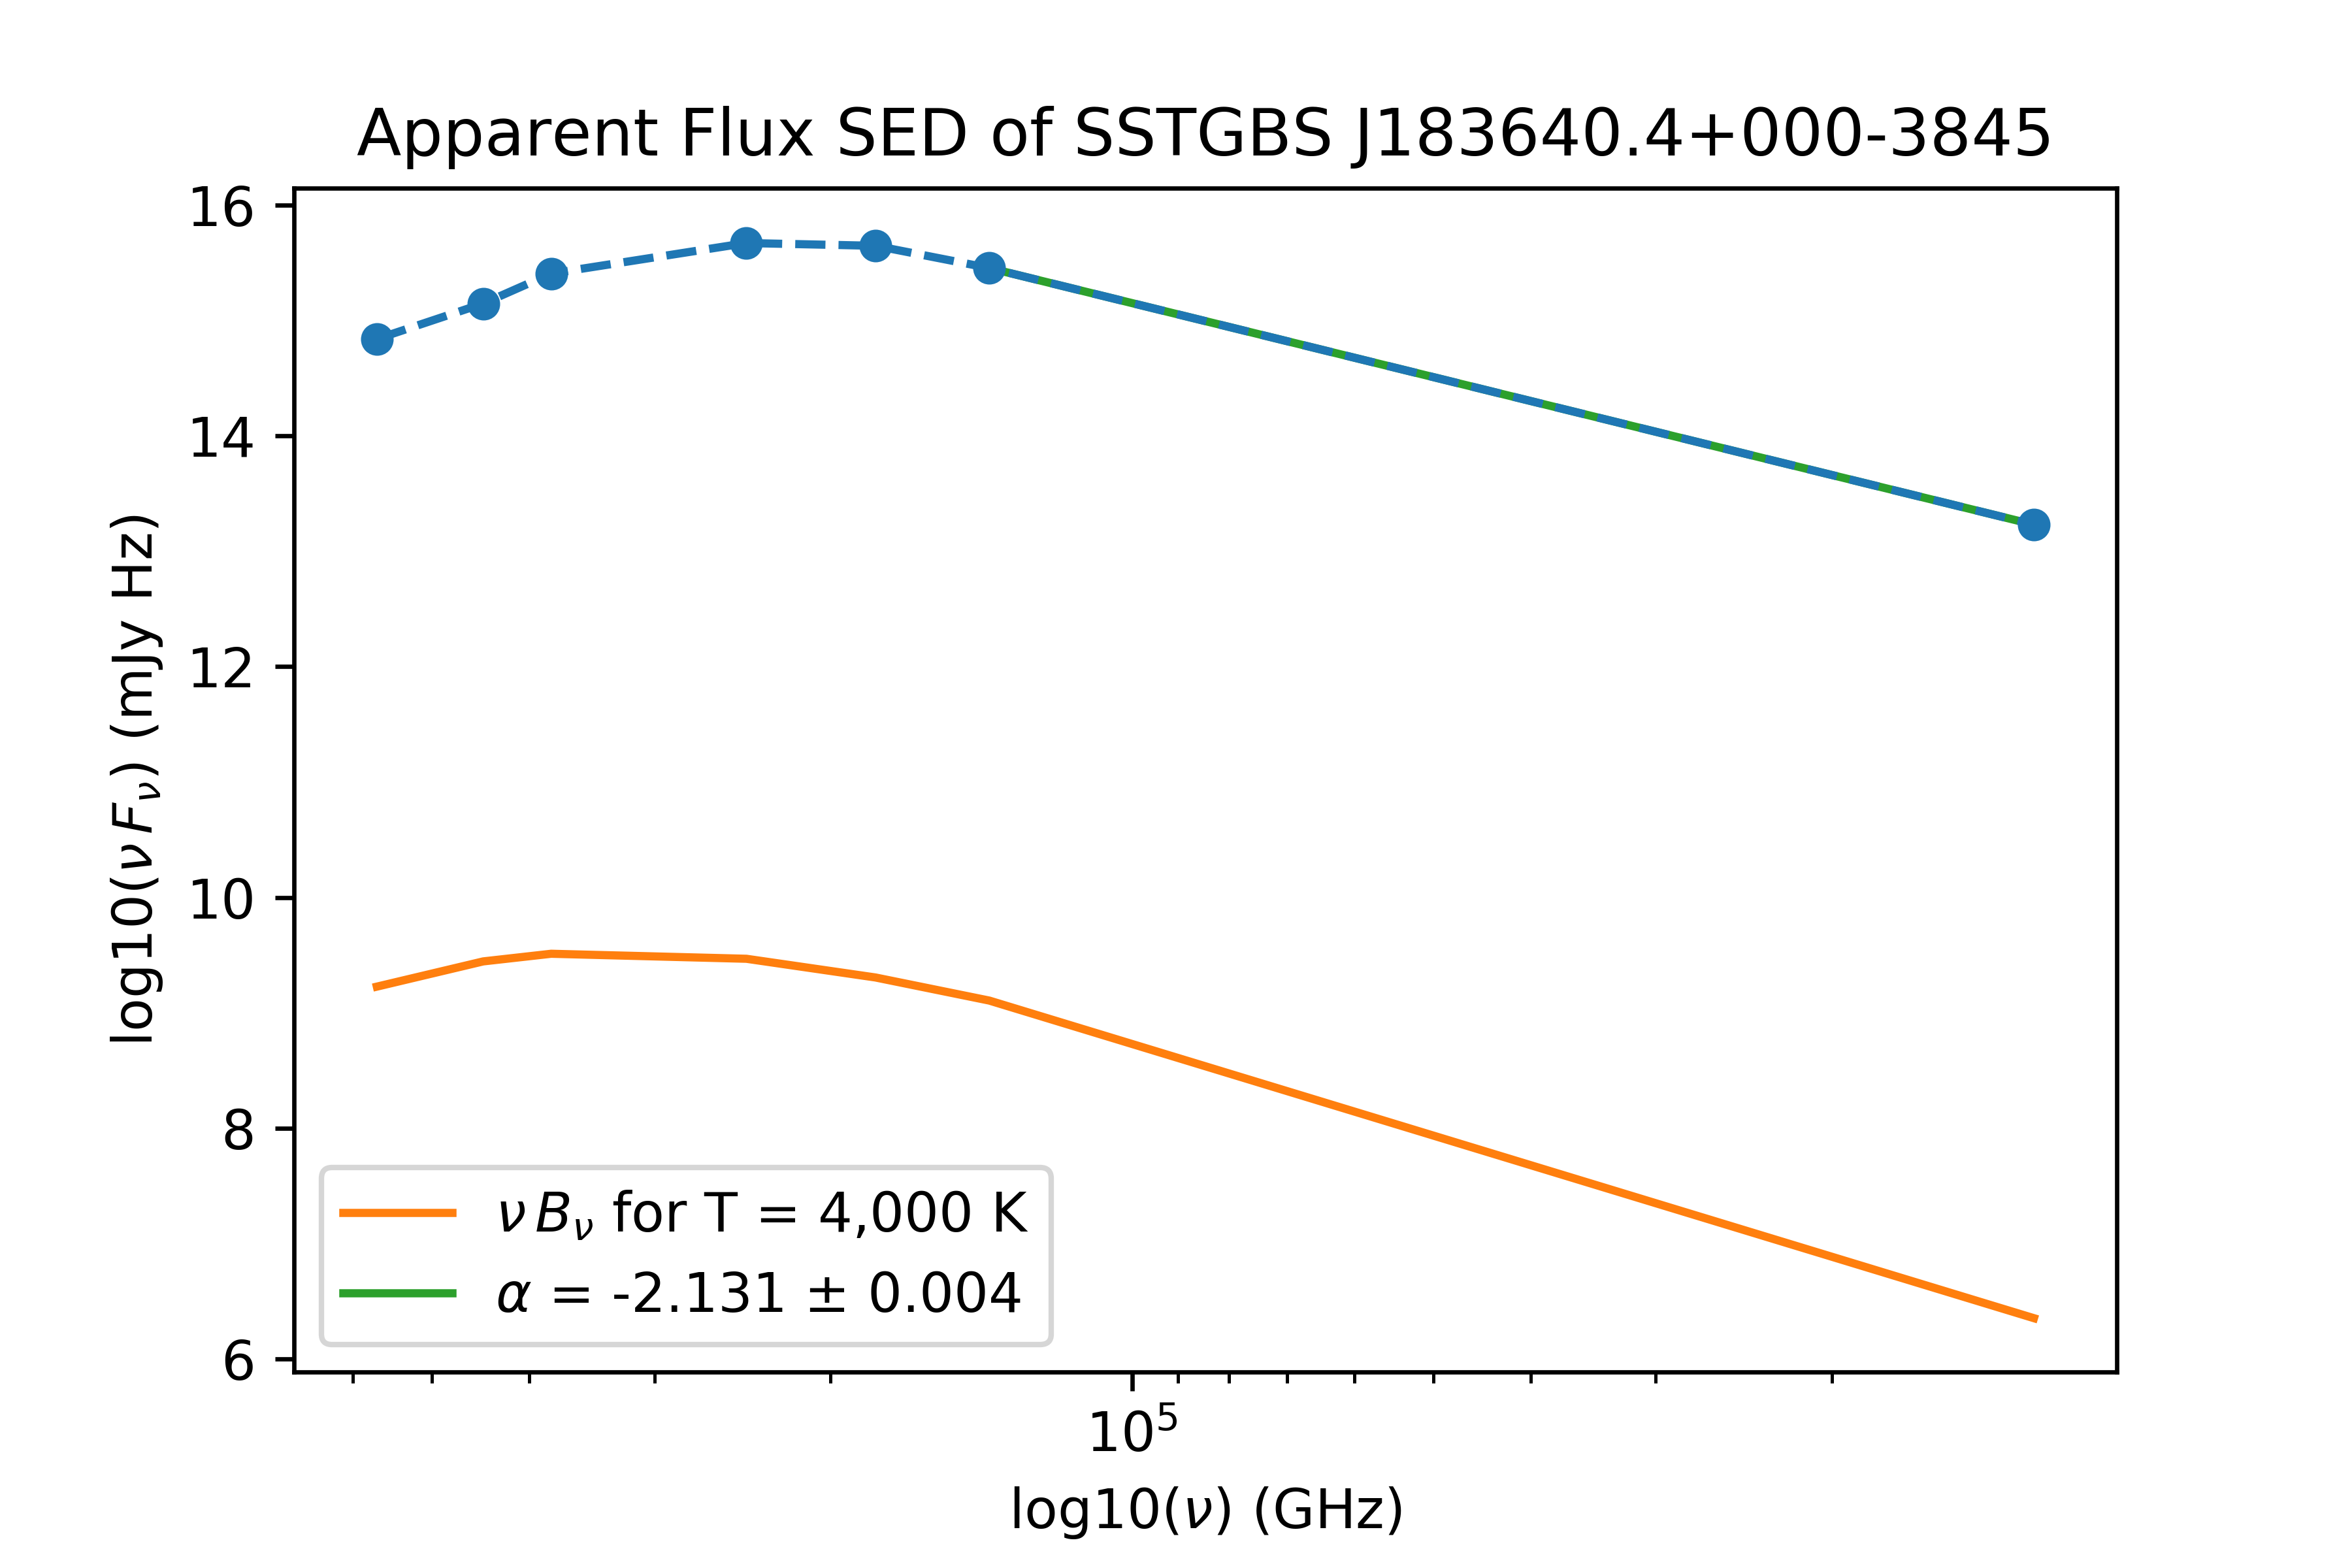 Apparent Flux SED of SSTGBS J183640.4+000-3845
log10(νFν) (mJy Hz)
16
14
12
10
8
6
νBν for T = 4,000 K
α = -2.131 ± 0.004
10⁵
log10(ν) (GHz)